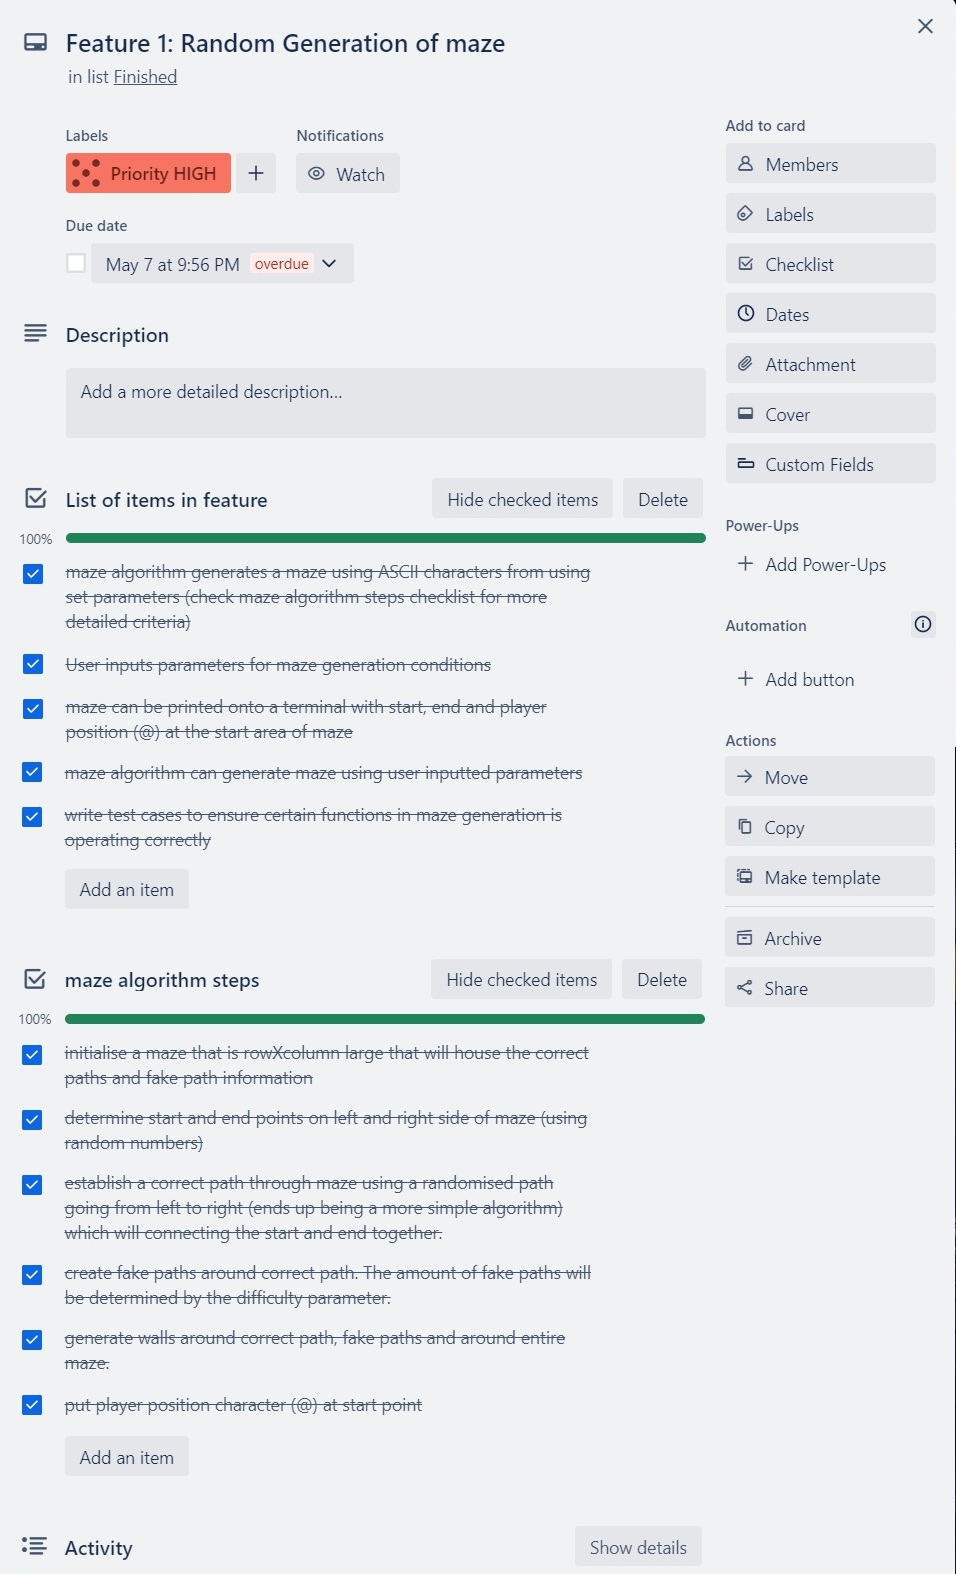 Feature 1: Random Generation of maze
in list Finished
Labels
Notifications
Priority HIGH
Watch
Due date
May 7 at 9:56 PM overdue
Description
Add a more detailed description...
List of items in feature
Hide checked items
Delete
100%
maze algorithm generates a maze using ASCII characters from using
set parameters (check maze algorithm steps checklist for more
detailed criteria)
User inputs parameters for maze generation conditions
maze can be printed onto a terminal with start, end and player
position (@) at the start area of maze
maze algorithm can generate maze using user inputted parameters
write test cases to ensure certain functions in maze generation is
operating correctly
Add an item
maze algorithm steps
Hide checked items
Delete
100%
initialise a maze that is rowXcolumn large that will house the correct
paths and fake path information
determine start and end points on left and right side of maze (using
random numbers)
establish a correct path through maze using a randomised path
going from left to right (ends up being a more simple algorithm)
which will connecting the start and end together.
create fake paths around correct path. The amount of fake paths will
be determined by the difficulty parameter.
generate walls around correct path, fake paths and around entire
maze.
put player position character (@) at start point
Add an item
Activity
Show details
Add to card
Members
Labels
Checklist
Dates
Attachment
Cover
Custom Fields
Power-Ups
Add Power-Ups
Automation
Add button
Actions
Move
Copy
Make template
Archive
Share